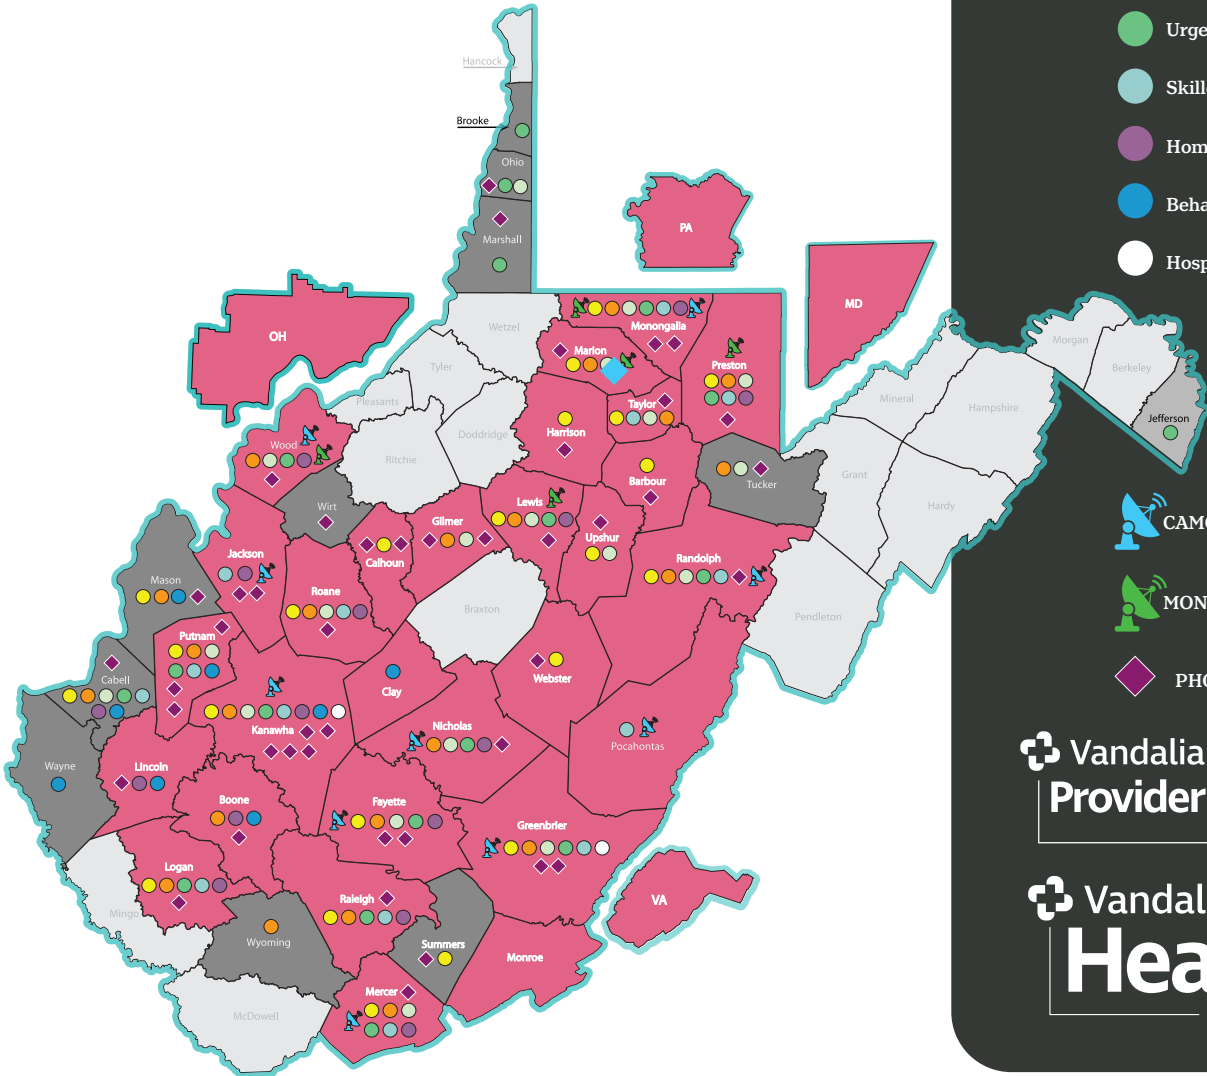 Hancock
Brooke
Ohio
Marshall
PA
MD
OH
Wetzel
Monongalia
Tyler
Marion
Preston
Pleasants
Taylor
Wood
Doddridge
Harrison
Ritchie
Barbour
Tucker
Wirt
Lewis
Gilmer
Upshur
Calhoun
Jackson
Randolph
Mason
Roane
Braxton
Putnam
Cabell
Clay
Webster
Kanawha
Nicholas
Pocahontas
Wayne
Lincoln
Boone
Fayette
Greenbrier
Logan
Raleigh
VA
Mingo
Wyoming
Summers
Monroe
Mercer
McDowell
Morgan
Berkeley
Jefferson
Mineral
Hampshire
Grant
Hardy
Pendleton
Urge
Skill
Hom
Beha
Hosp
CAM
MON
PHO
Vandalia
Provider
Vandal
Hea